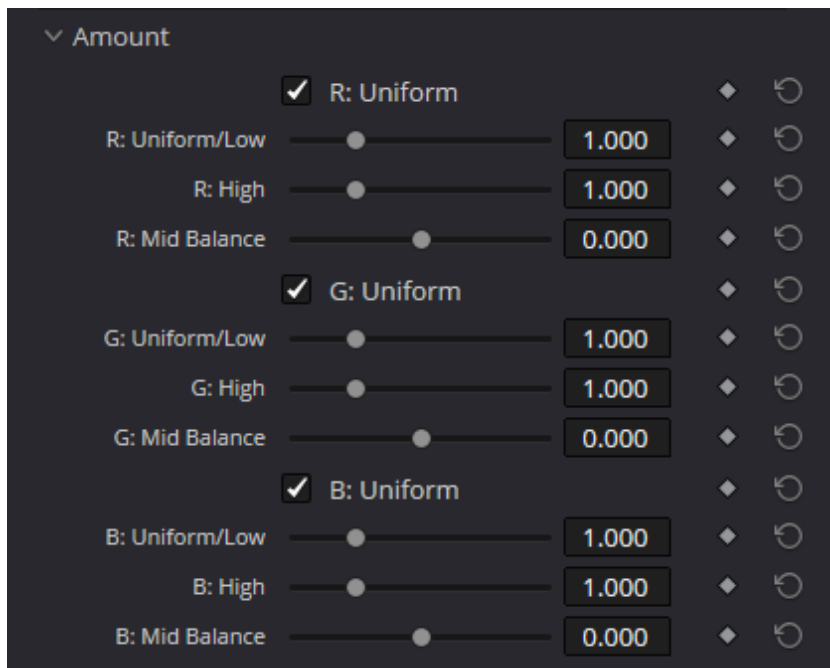 Amount
R: Uniform
R: Uniform/Low 1.000
R: High 1.000
R: Mid Balance 0.000
G: Uniform
G: Uniform/Low 1.000
G: High 1.000
G: Mid Balance 0.000
B: Uniform
B: Uniform/Low 1.000
B: High 1.000
B: Mid Balance 0.000